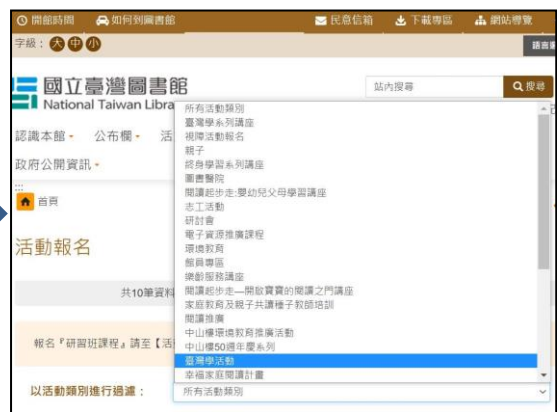 開館時間 如何到圖書館 民意信箱 下載專區 網站導覽
字級： 大 中 小
國立臺灣圖書館
National Taiwan Libra
站內搜尋 搜尋
認識本館 公布欄 活
政府公開資訊
:::
首頁
活動報名
共10筆資料
報名『研習班課程』請至【活
以活動類別進行過濾：
所有活動類別
所有活動類別
臺灣學系列講座
視障活動報名
親子
終身學習系列講座
圖書醫院
閱讀起步走:嬰幼兒父母學習講座
志工活動
研討會
電子資源推廣課程
環境教育
館員專區
樂齡服務講座
閱讀起步走—開啟寶寶的閱讀之門講座
家庭教育及親子共讀種子教師培訓
閱讀推廣
中山樓環境教育推廣活動
中山樓50週年慶系列
臺灣學活動
幸福家庭閱讀計畫